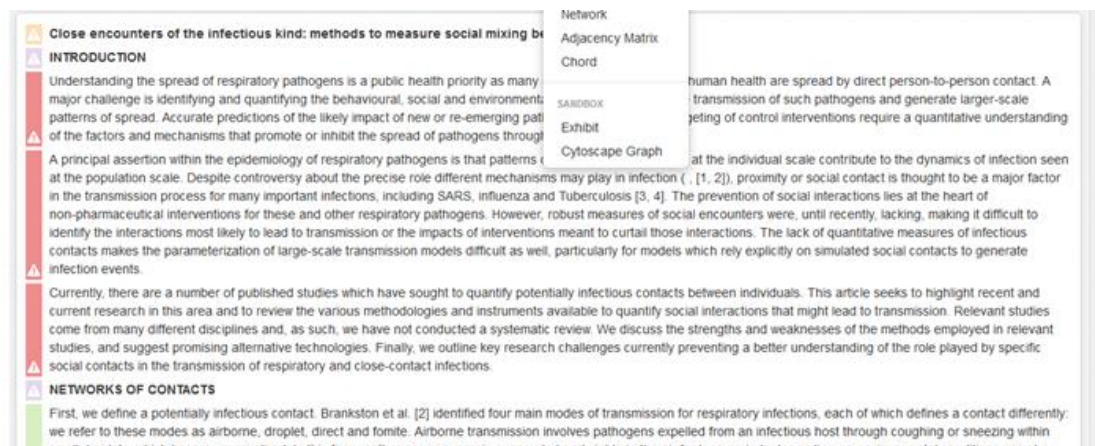 Network
Adjacency Matrix
Chord
SANDBOX
Exhibit
Cytoscape Graph
Close encounters of the infectious kind: methods to measure social mixing be
INTRODUCTION
Understanding the spread of respiratory pathogens is a public health priority as many human health are spread by direct person-to-person contact. A
major challenge is identifying and quantifying the behavioural, social and environmenta transmission of such pathogens and generate larger-scale
patterns of spread. Accurate predictions of the likely impact of new or re-emerging pat geting of control interventions require a quantitative understanding
of the factors and mechanisms that promote or inhibit the spread of pathogens throug
A principal assertion within the epidemiology of respiratory pathogens is that patterns at the individual scale contribute to the dynamics of infection seen
at the population scale. Despite controversy about the precise role different mechanisms may play in infection ( , [1, 2]), proximity or social contact is thought to be a major factor
in the transmission process for many important infections, including SARS, influenza and Tuberculosis [3, 4]. The prevention of social interactions lies at the heart of
non-pharmaceutical interventions for these and other respiratory pathogens. However, robust measures of social encounters were, until recently, lacking, making it difficult to
identify the interactions most likely to lead to transmission or the impacts of interventions meant to curtail those interactions. The lack of quantitative measures of infectious
contacts makes the parameterization of large-scale transmission models difficult as well, particularly for models which rely explicitly on simulated social contacts to generate
infection events.
Currently, there are a number of published studies which have sought to quantify potentially infectious contacts between individuals. This article seeks to highlight recent and
current research in this area and to review the various methodologies and instruments available to quantify social interactions that might lead to transmission. Relevant studies
come from many different disciplines and, as such, we have not conducted a systematic review. We discuss the strengths and weaknesses of the methods employed in relevant
studies, and suggest promising alternative technologies. Finally, we outline key research challenges currently preventing a better understanding of the role played by specific
social contacts in the transmission of respiratory and close-contact infections.
NETWORKS OF CONTACTS
First, we define a potentially infectious contact. Brankston et al. [2] identified four main modes of transmission for respiratory infections, each of which defines a contact differently:
we refer to these modes as airborne, droplet, direct and fomite. Airborne transmission involves pathogens expelled from an infectious host through coughing or sneezing within